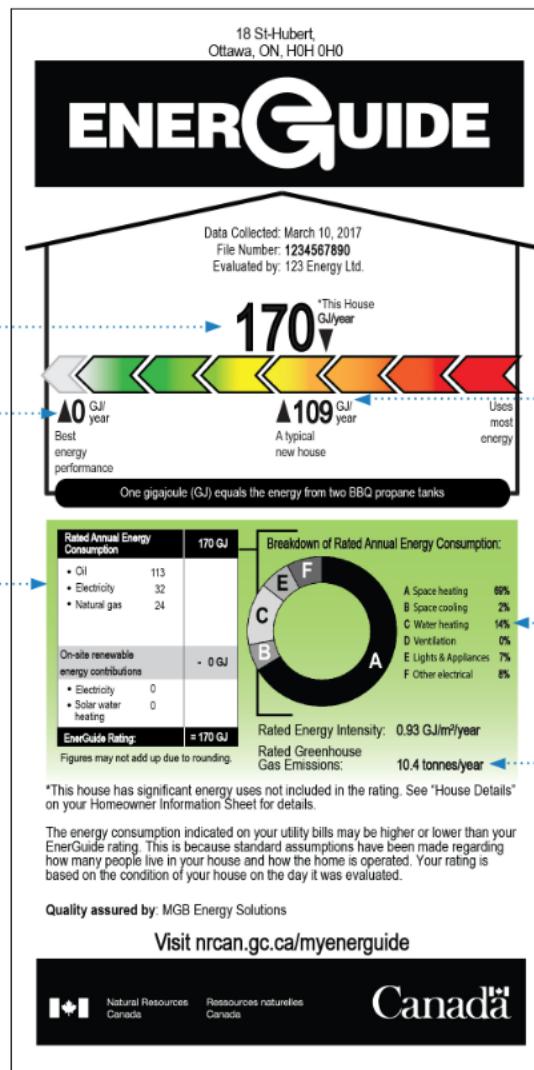 18 St-Hubert,
Ottawa, ON, H0H 0H0
ENERGUIDE
Data Collected: March 10, 2017
File Number: 1234567890
Evaluated by: 123 Energy Ltd.
170
*This House
GJ/year
0 GJ/
year
Best
energy
performance
109 GJ/
year
A typical
new house
Uses
most
energy
One gigajoule (GJ) equals the energy from two BBQ propane tanks
Rated Annual Energy
Consumption
170 GJ
• Oil 113
• Electricity 32
• Natural gas 24
On-site renewable
energy contributions
- 0 GJ
• Electricity 0
• Solar water
heating
0
EnerGuide Rating: = 170 GJ
Figures may not add up due to rounding.
Breakdown of Rated Annual Energy Consumption:
F
E
C
B
A
A Space heating 69%
B Space cooling 2%
C Water heating 14%
D Ventilation 0%
E Lights & Appliances 7%
F Other electrical 8%
Rated Energy Intensity: 0.93 GJ/m²/year
Rated Greenhouse
Gas Emissions: 10.4 tonnes/year
*This house has significant energy uses not included in the rating. See "House Details"
on your Homeowner Information Sheet for details.
The energy consumption indicated on your utility bills may be higher or lower than your
EnerGuide rating. This is because standard assumptions have been made regarding
how many people live in your house and how the home is operated. Your rating is
based on the condition of your house on the day it was evaluated.
Quality assured by: MGB Energy Solutions
Visit nrcan.gc.ca/myenerguide
Natural Resources
Canada
Ressources naturelles
Canada
Canada